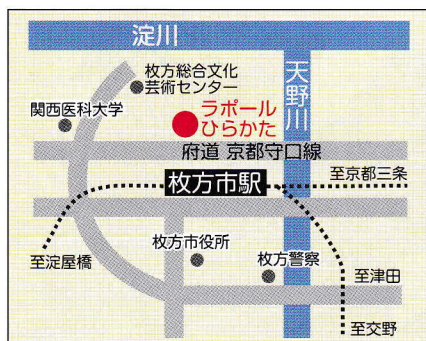 淀川
枚方総合文化
芸術センター
関西医科大学
ラポール
ひらかた
天野川
府道 京都守口線
枚方市駅
至京都三条
枚方市役所
至淀屋橋
枚方警察
至津田
至交野